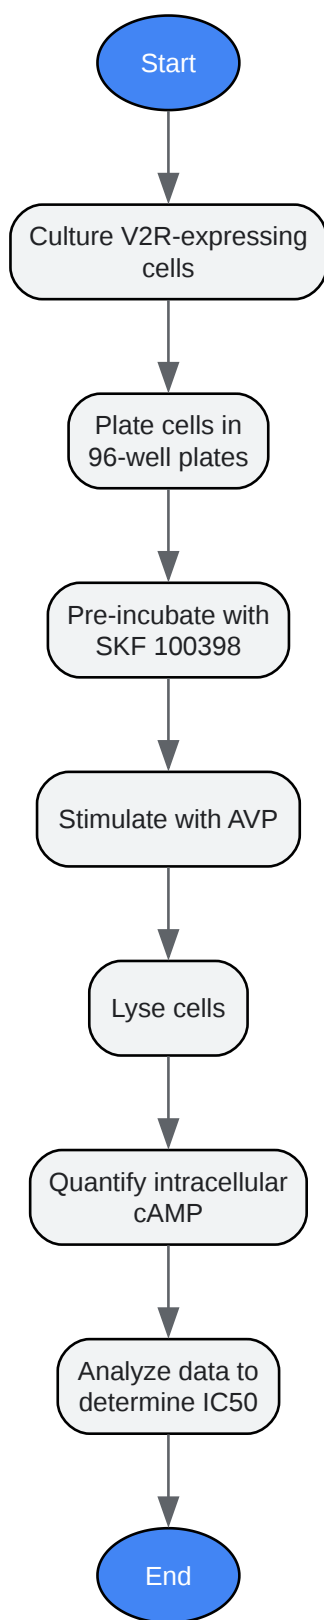 Start
Culture V2R-expressing
cells
Plate cells in
96-well plates
Pre-incubate with
SKF 100398
Stimulate with AVP
Lyse cells
Quantify intracellular
cAMP
Analyze data to
determine IC50
End